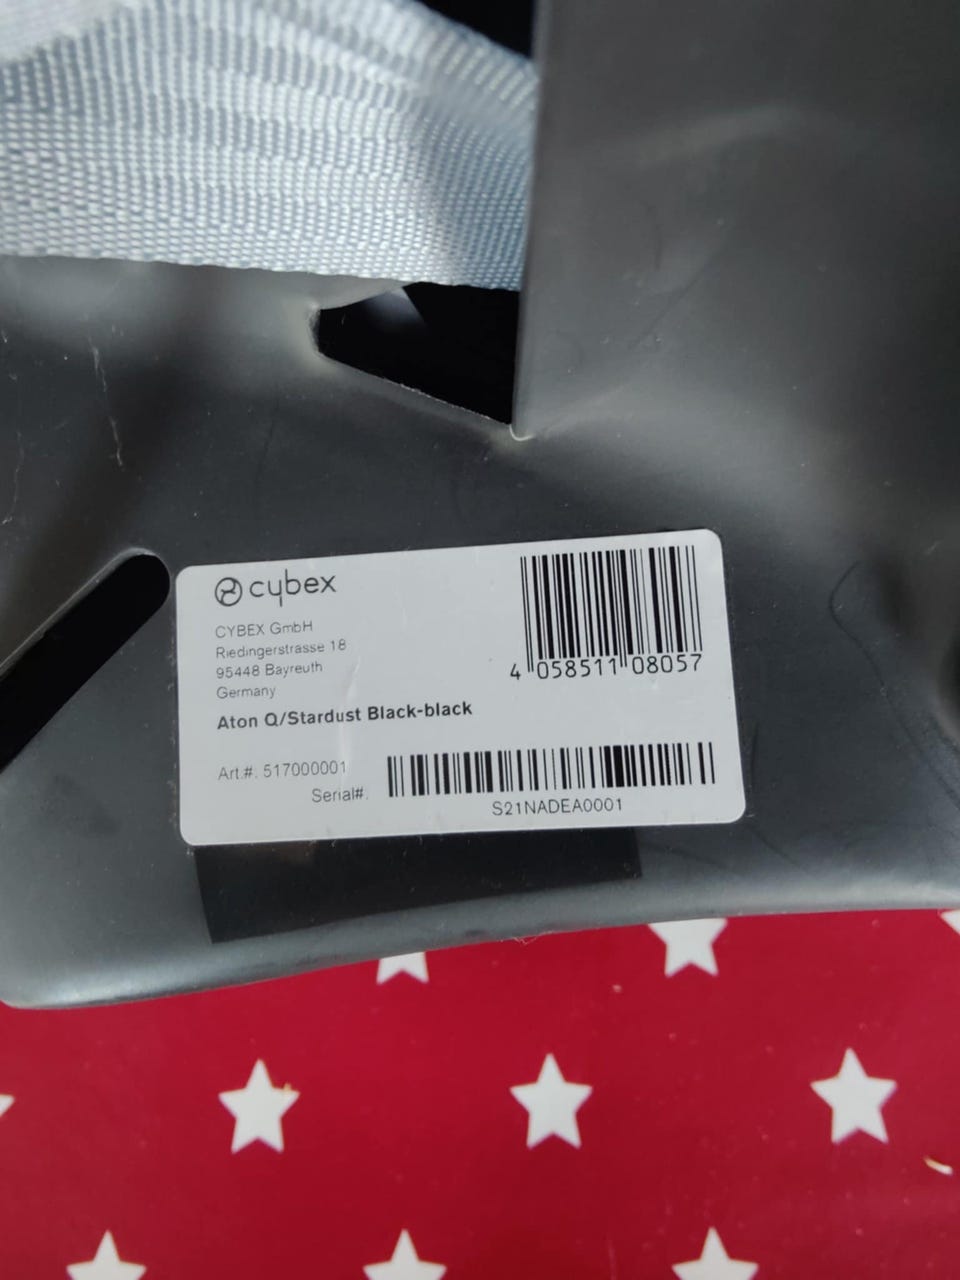 cybex
CYBEX GmbH
Riedingerstrasse 18
95448 Bayreuth
Germany
Aton Q/Stardust Black-black
4 058511 08057
Art.#. 517000001
Serial#.
S21NADEA0001